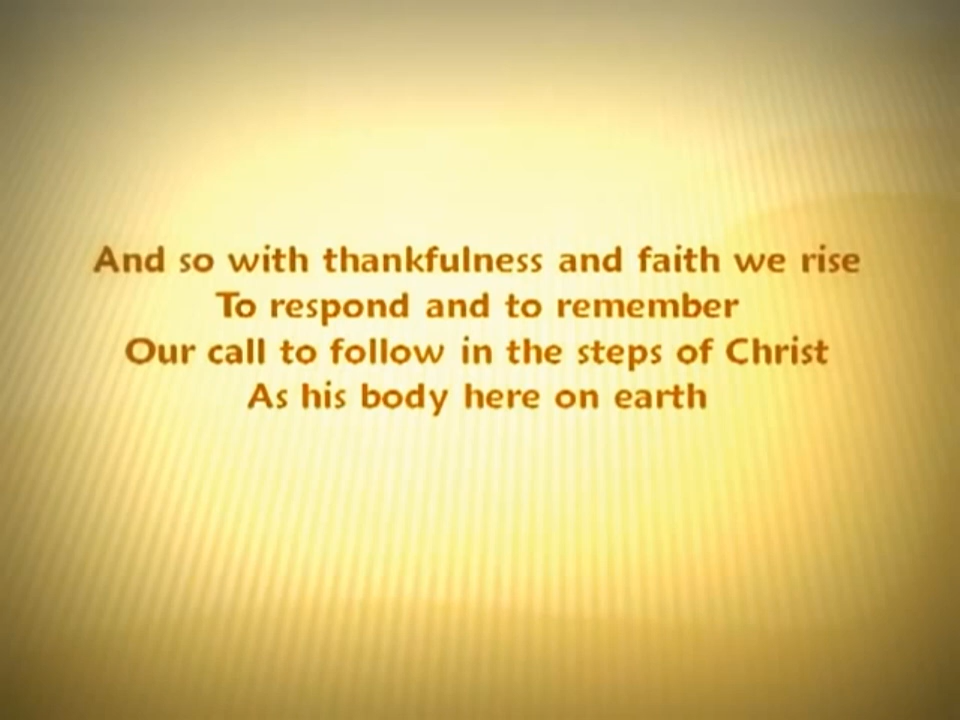 And so with thankfulness and faith we rise
To respond and to remember
Our call to follow in the steps of Christ
As his body here on earth